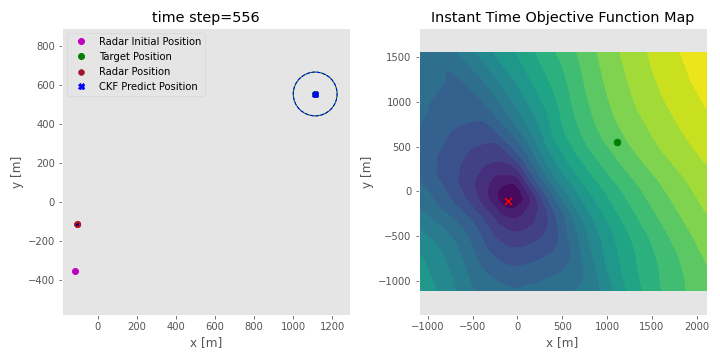 time step=556
Radar Initial Position
Target Position
Radar Position
CKF Predict Position
y [m]
800
600
400
200
0
−200
−400
0
200
400
600
800
1000
1200
x [m]
Instant Time Objective Function Map
y [m]
1500
1000
500
0
−500
−1000
−1000
−500
0
500
1000
1500
2000
x [m]